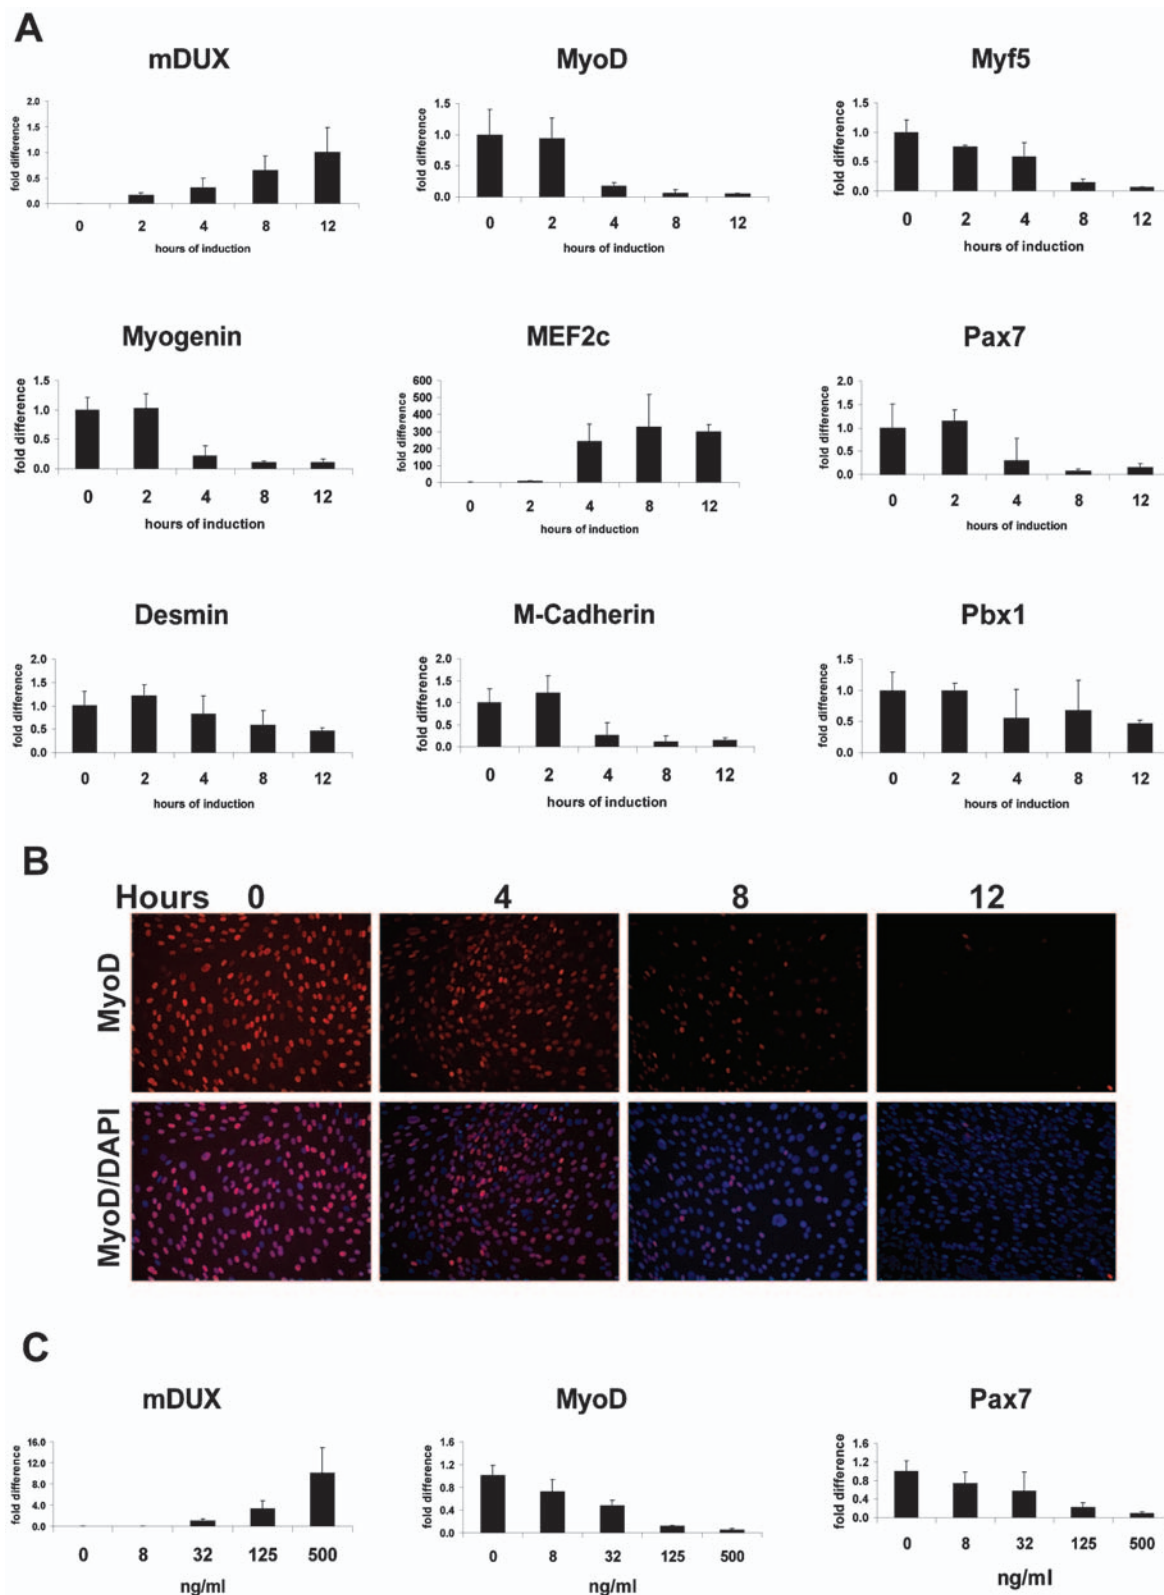 A
mDUX MyoD Myf5
fold difference
2.0
1.5
1.0
0.5
0.0
0 2 4 8 12
hours of induction
fold difference
1.5
1.0
0.5
0.0
0 2 4 8 12
hours of induction
fold difference
1.5
1.0
0.5
0.0
0 2 4 8 12
hours of induction
Myogenin MEF2c Pax7
fold difference
1.5
1.0
0.5
0.0
0 2 4 8 12
hours of induction
fold difference
600
500
400
300
200
100
0
0 2 4 8 12
hours of induction
fold difference
2.0
1.5
1.0
0.5
0.0
0 2 4 8 12
hours of induction
Desmin M-Cadherin Pbx1
fold difference
2.0
1.5
1.0
0.5
0.0
0 2 4 8 12
hours of induction
fold difference
2.0
1.5
1.0
0.5
0.0
0 2 4 8 12
hours of induction
fold difference
1.5
1.0
0.5
0.0
0 2 4 8 12
hours of induction
B
Hours 0 4 8 12
MyoD
MyoD/DAPI
C
mDUX MyoD Pax7
fold difference
16.0
12.0
8.0
4.0
0.0
0 8 32 125 500
ng/ml
fold difference
1.6
1.2
0.8
0.4
0.0
0 8 32 125 500
ng/ml
fold difference
1.6
1.2
0.8
0.4
0.0
0 8 32 125 500
ng/ml